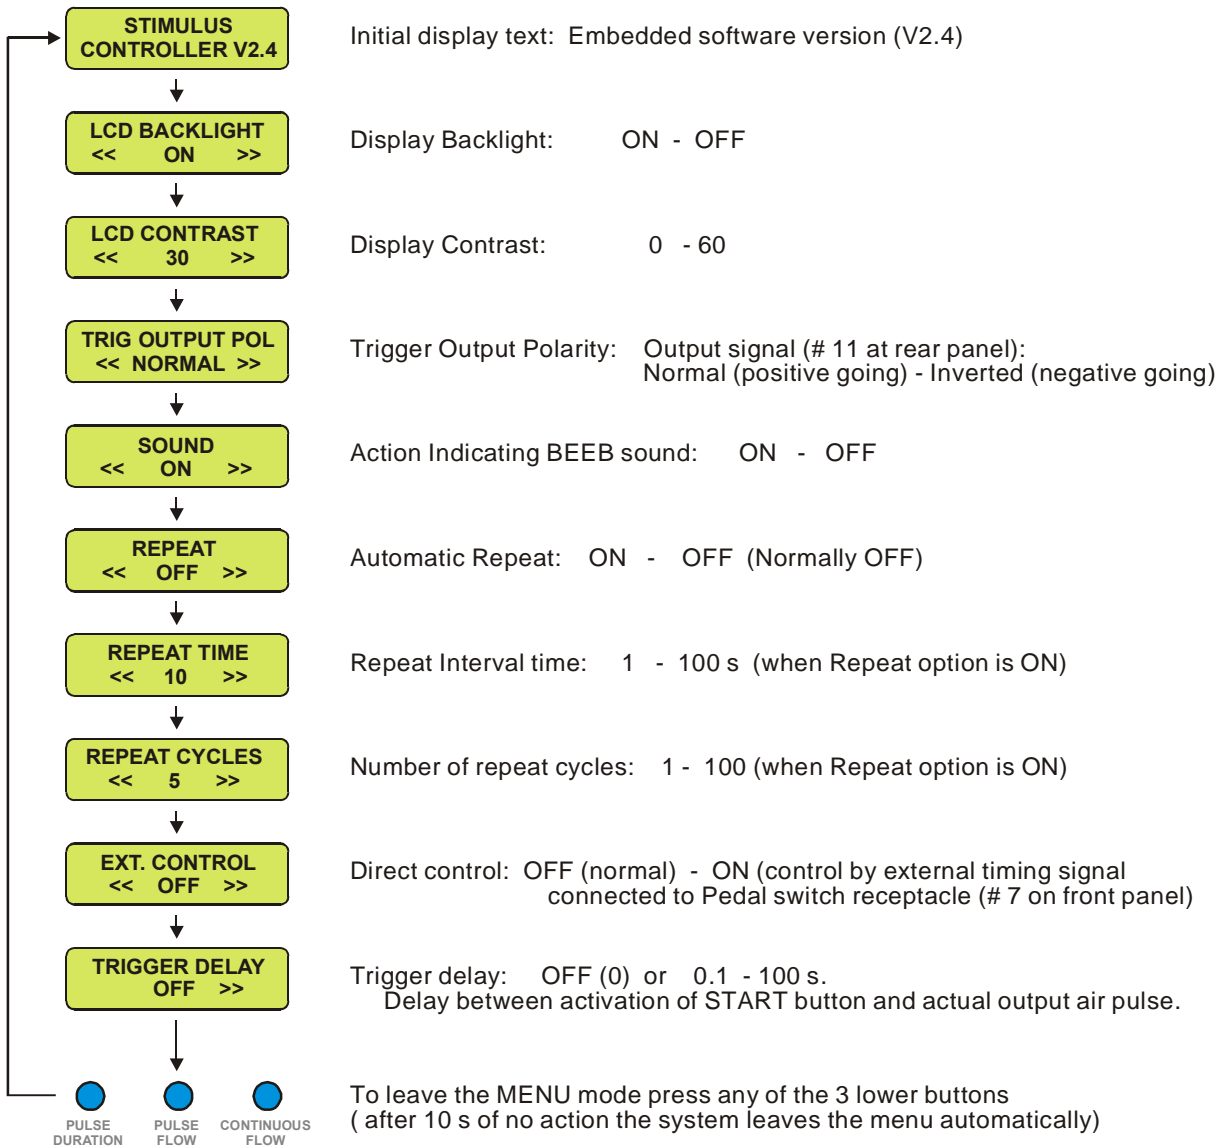 STIMULUS
CONTROLLER V2.4
Initial display text: Embedded software version (V2.4)
LCD BACKLIGHT
<< ON >>
Display Backlight: ON - OFF
LCD CONTRAST
<< 30 >>
Display Contrast: 0 - 60
TRIG OUTPUT POL
<< NORMAL >>
Trigger Output Polarity: Output signal (# 11 at rear panel):
Normal (positive going) - Inverted (negative going)
SOUND
<< ON >>
Action Indicating BEEB sound: ON - OFF
REPEAT
<< OFF >>
Automatic Repeat: ON - OFF (Normally OFF)
REPEAT TIME
<< 10 >>
Repeat Interval time: 1 - 100 s (when Repeat option is ON)
REPEAT CYCLES
<< 5 >>
Number of repeat cycles: 1 - 100 (when Repeat option is ON)
EXT. CONTROL
<< OFF >>
Direct control: OFF (normal) - ON (control by external timing signal
connected to Pedal switch receptacle (# 7 on front panel)
TRIGGER DELAY
OFF >>
Trigger delay: OFF (0) or 0.1 - 100 s.
Delay between activation of START button and actual output air pulse.
PULSE
DURATION
PULSE
FLOW
CONTINUOUS
FLOW
To leave the MENU mode press any of the 3 lower buttons
( after 10 s of no action the system leaves the menu automatically)